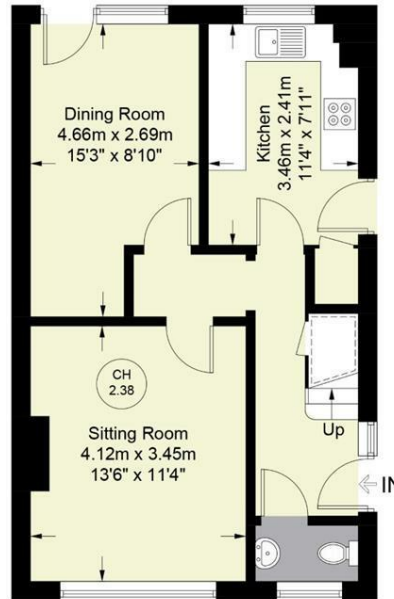 Dining Room
4.66m x 2.69m
15'3" x 8'10"
Kitchen
3.46m x 2.41m
11'4" x 7'11"
CH
2.38
Sitting Room
4.12m x 3.45m
13'6" x 11'4"
Up
IN